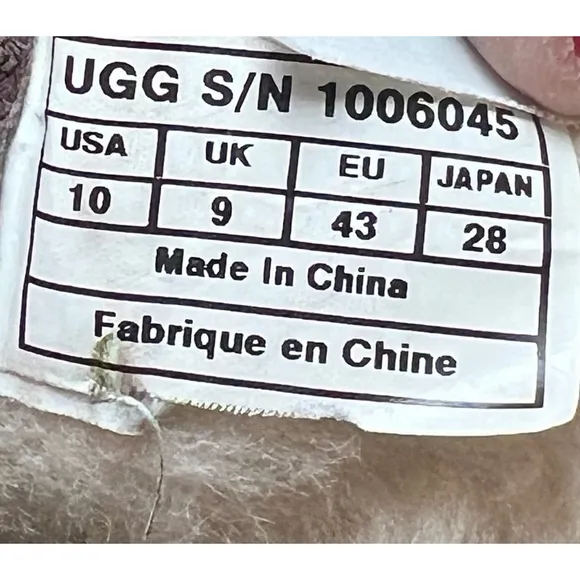 UGG S/N 1006045
USA UK EU JAPAN
10 9 43 28
Made In China
Fabrique en Chine